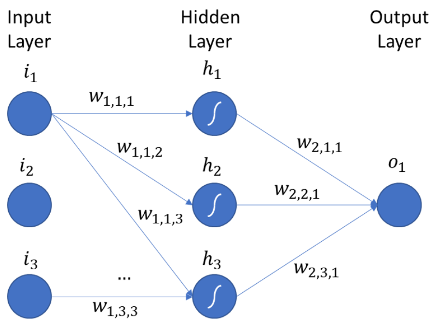 Input
Layer
Hidden
Layer
Output
Layer
i₁
h₁
w₁,₁,₁
w₂,₁,₁
w₁,₁,₂
i₂
h₂
o₁
w₂,₂,₁
w₁,₁,₃
i₃
...
h₃
w₂,₃,₁
w₁,₃,₃